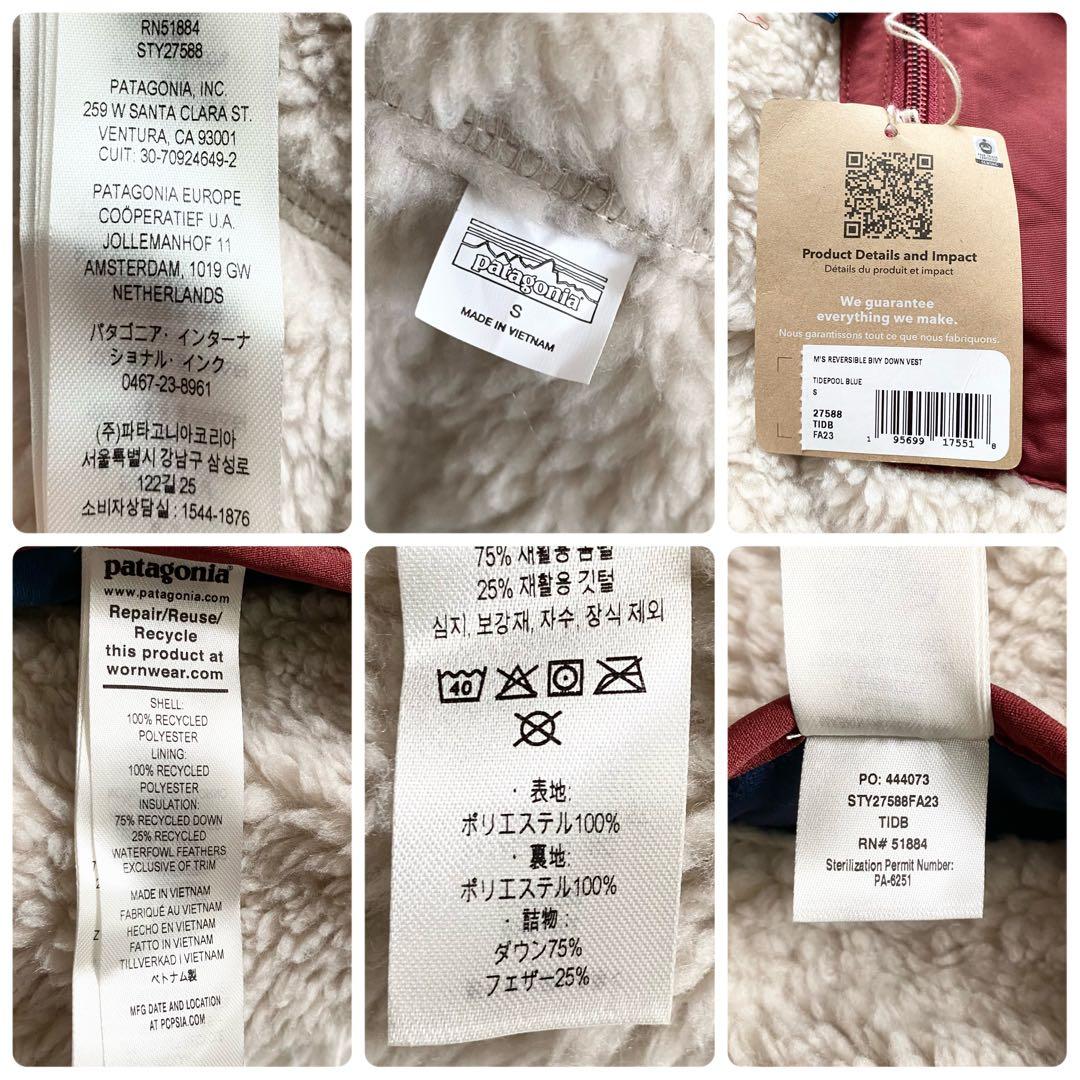 RN51884
STY27588
PATAGONIA, INC.
259 W SANTA CLARA ST.
VENTURA, CA 93001
CUIT: 30-70924649-2
PATAGONIA EUROPE
COÖPERATIEF U.A.
JOLLEMANHOF 11
AMSTERDAM, 1019 GW
NETHERLANDS
パタゴニア・インターナ
ショナル・インク
0467-23-8961
(주)파타고니아코리아
서울특별시 강남구 삼성로
122길 25
소비자상담실 : 1544-1876
patagonia
S
MADE IN VIETNAM
Product Details and Impact
Détails du produit et impact
We guarantee
everything we make.
Nous garantissons tout ce que nous fabriquons.
M'S REVERSIBLE BIVY DOWN VEST
TIDEPOOL BLUE
S
27588
TIDB
FA23
1 95699 17551 8
patagonia
www.patagonia.com
Repair/Reuse/
Recycle
this product at
wornwear.com
SHELL:
100% RECYCLED
POLYESTER
LINING:
100% RECYCLED
POLYESTER
INSULATION:
75% RECYCLED DOWN
25% RECYCLED
WATERFOWL FEATHERS
EXCLUSIVE OF TRIM
MADE IN VIETNAM
FABRIQUÉ AU VIETNAM
HECHO EN VIETNAM
FATTO IN VIETNAM
TILLVERKAD I VIETNAM
ベトナム製
MFG DATE AND LOCATION
AT PCPSIA.COM
75% 재활용 솜털
25% 재활용 깃털
심지, 보강재, 자수, 장식 제외
40
・表地:
ポリエステル100%
・裏地:
ポリエステル100%
・詰物:
ダウン75%
フェザー25%
PO: 444073
STY27588FA23
TIDB
RN# 51884
Sterilization Permit Number:
PA-6251